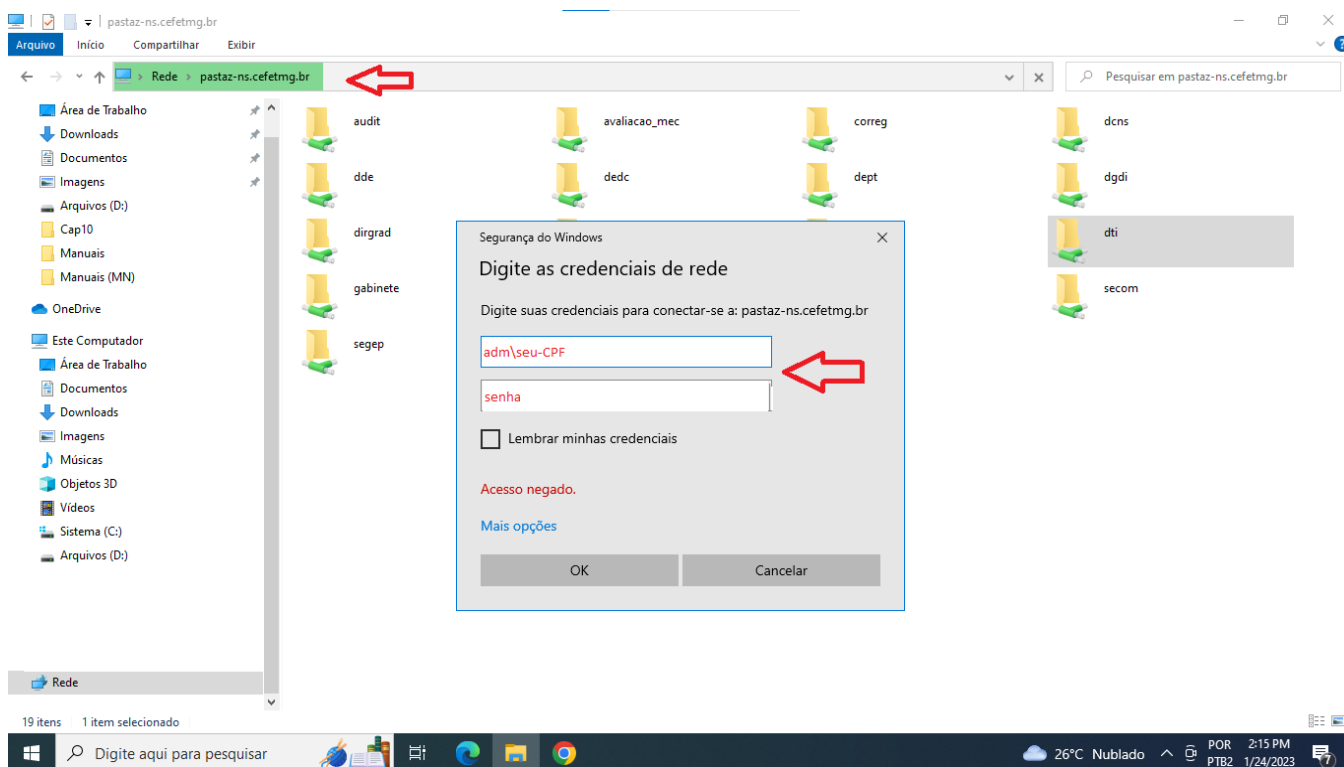 pastaz-ns.cefetmg.br
Arquivo Início Compartilhar Exibir
Rede pastaz-ns.cefetmg.br
Pesquisar em pastaz-ns.cefetmg.br
Área de Trabalho
Downloads
Documentos
Imagens
Arquivos (D:)
Cap10
Manuais
Manuais (MN)
OneDrive
Este Computador
Área de Trabalho
Documentos
Downloads
Imagens
Músicas
Objetos 3D
Vídeos
Sistema (C:)
Arquivos (D:)
Rede
audit avaliacao_mec correg dcns
dde dedc dept dgdi
dirgrad dti
gabinete secom
segep
Segurança do Windows
Digite as credenciais de rede
Digite suas credenciais para conectar-se a: pastaz-ns.cefetmg.br
adm\seu-CPF
senha
Lembrar minhas credenciais
Acesso negado.
Mais opções
OK Cancelar
19 itens 1 item selecionado
Digite aqui para pesquisar
26°C Nublado
POR
PTB2
2:15 PM
1/24/2023
7